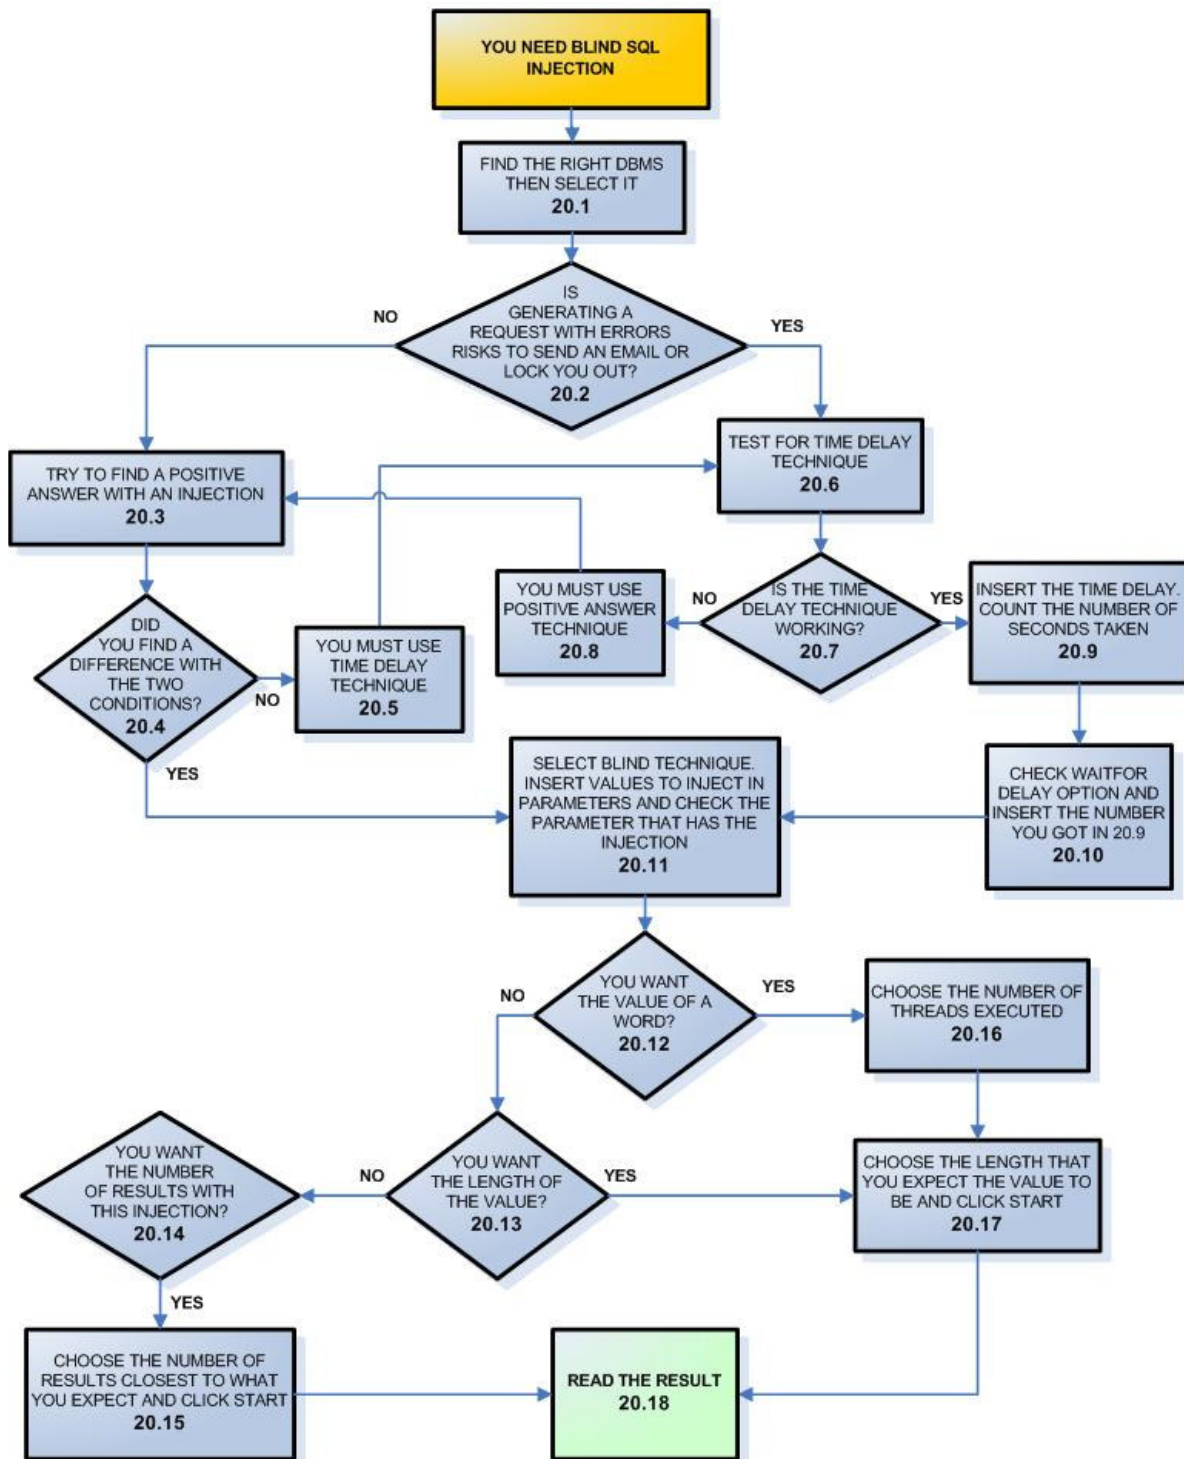 YOU NEED BLIND SQL
INJECTION
FIND THE RIGHT DBMS
THEN SELECT IT
20.1
IS
GENERATING A
REQUEST WITH ERRORS
RISKS TO SEND AN EMAIL OR
LOCK YOU OUT?
20.2
NO
YES
TRY TO FIND A POSITIVE
ANSWER WITH AN INJECTION
20.3
TEST FOR TIME DELAY
TECHNIQUE
20.6
DID
YOU FIND A
DIFFERENCE WITH
THE TWO
CONDITIONS?
20.4
NO
YES
YOU MUST USE
TIME DELAY
TECHNIQUE
20.5
YOU MUST USE
POSITIVE ANSWER
TECHNIQUE
20.8
NO
IS THE TIME
DELAY TECHNIQUE
WORKING?
20.7
YES
INSERT THE TIME DELAY.
COUNT THE NUMBER OF
SECONDS TAKEN
20.9
SELECT BLIND TECHNIQUE.
INSERT VALUES TO INJECT IN
PARAMETERS AND CHECK THE
PARAMETER THAT HAS THE
INJECTION
20.11
CHECK WAITFOR
DELAY OPTION AND
INSERT THE NUMBER
YOU GOT IN 20.9
20.10
NO
YOU WANT
THE VALUE OF A
WORD?
20.12
YES
CHOOSE THE NUMBER OF
THREADS EXECUTED
20.16
YOU WANT
THE NUMBER
OF RESULTS WITH
THIS INJECTION?
20.14
NO
YOU WANT
THE LENGTH OF
THE VALUE?
20.13
YES
CHOOSE THE LENGTH THAT
YOU EXPECT THE VALUE TO
BE AND CLICK START
20.17
YES
CHOOSE THE NUMBER OF
RESULTS CLOSEST TO WHAT
YOU EXPECT AND CLICK START
20.15
READ THE RESULT
20.18